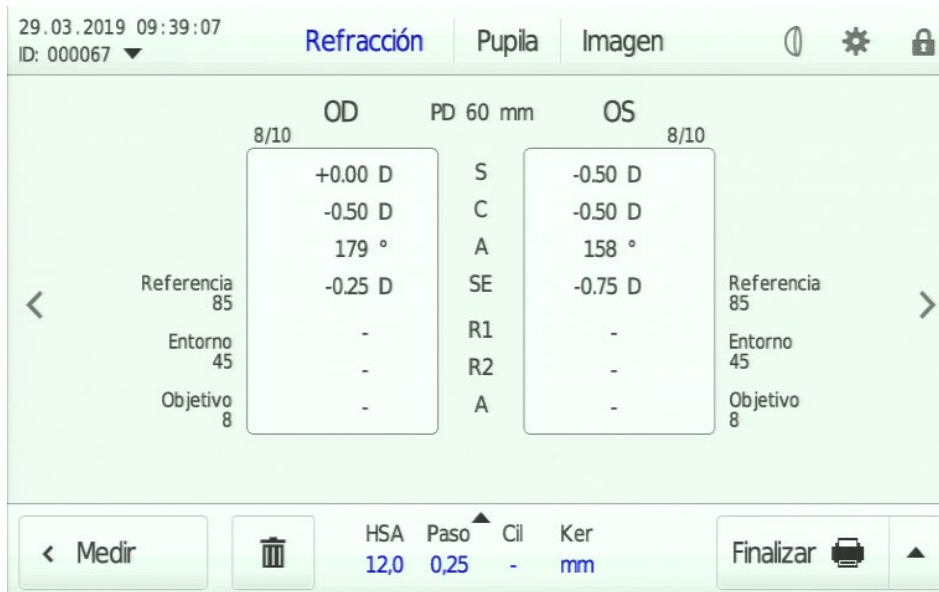 29.03.2019 09:39:07
ID: 000067
Refracción Pupila Imagen
OD PD 60 mm OS
8/10 8/10
+0.00 D S -0.50 D
-0.50 D C -0.50 D
179 ° A 158 °
Referencia -0.25 D SE -0.75 D Referencia
85 85
- R1 -
Entorno Entorno
45 45
- R2 -
Objetivo - A - Objetivo
8 8
< Medir
HSA Paso Cil Ker
12,0 0,25 - mm
Finalizar